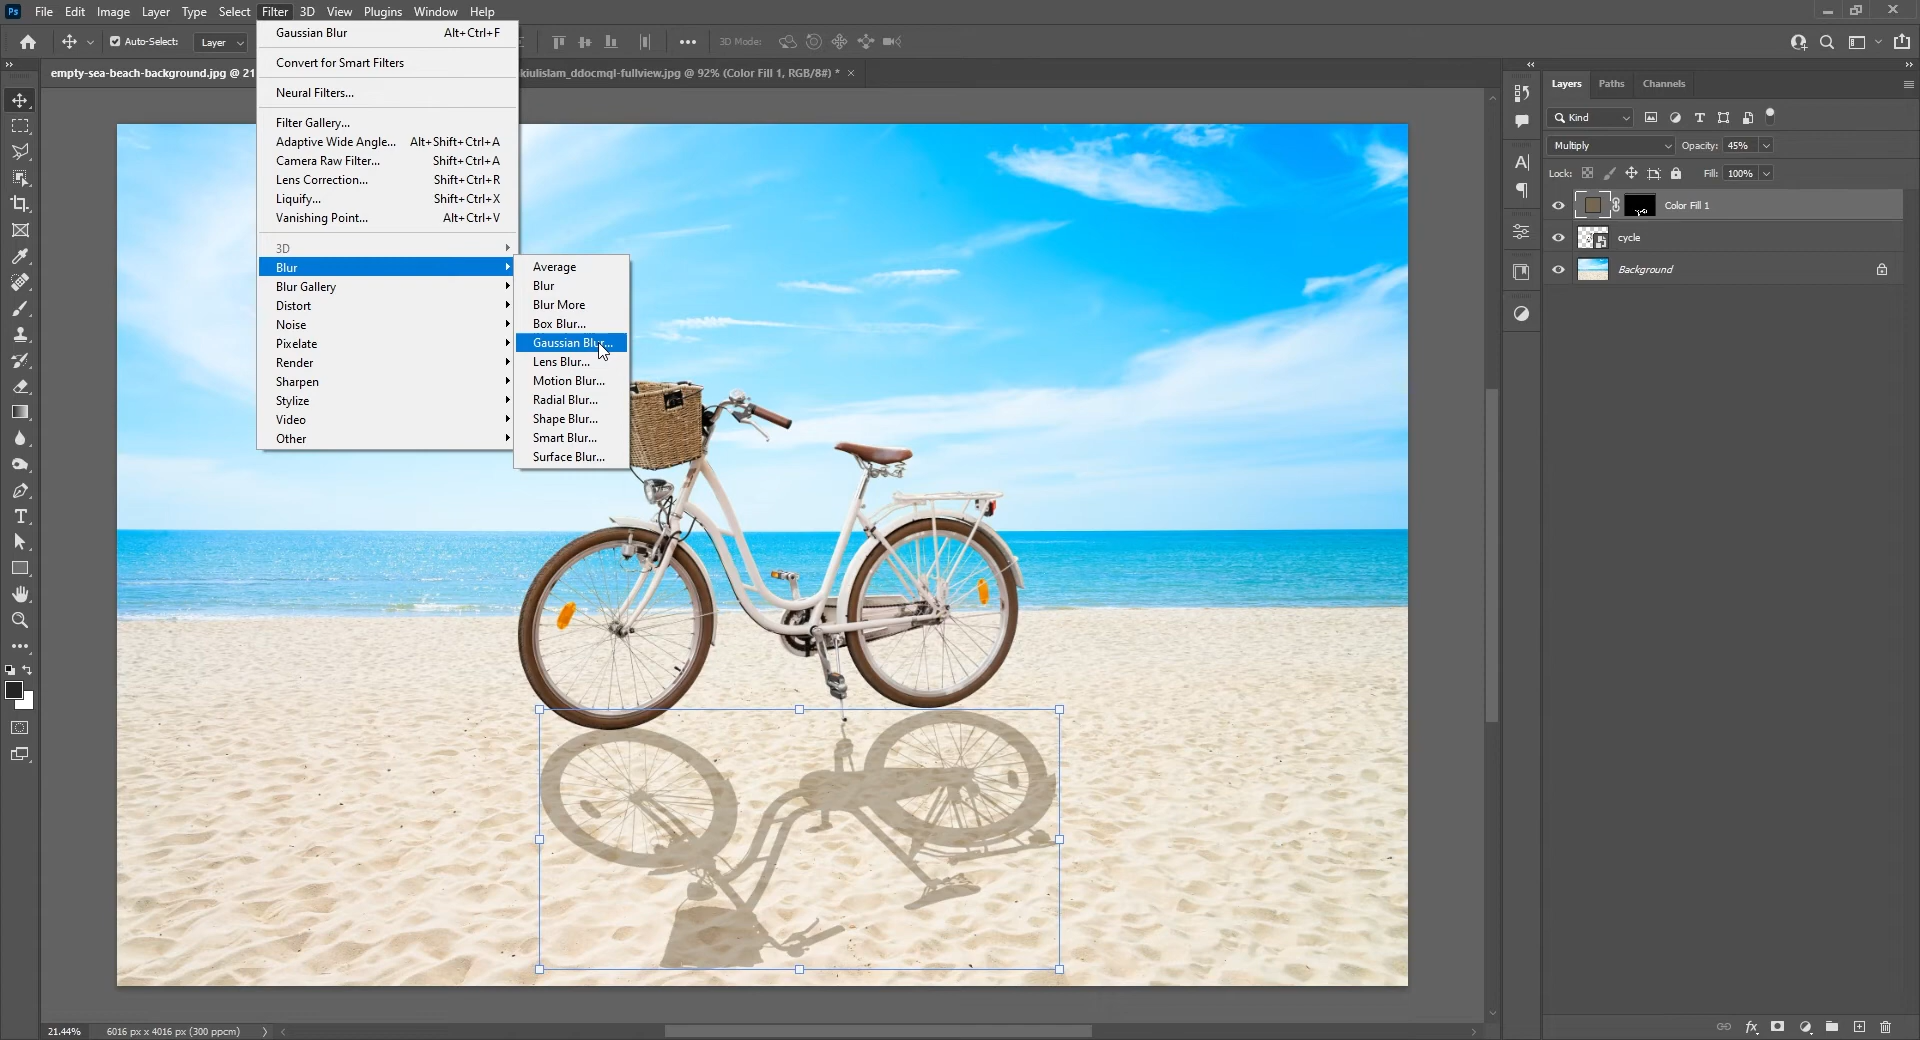 Ps File Edit Image Layer Type Select Filter 3D View Plugins Window Help
Auto-Select: Layer 3D Mode:
empty-sea-beach-background.jpg @ 21 kiulislam_ddocmql-fullview.jpg @ 92% (Color Fill 1, RGB/8#) * ×
Gaussian Blur Alt+Ctrl+F
Convert for Smart Filters
Neural Filters...
Filter Gallery...
Adaptive Wide Angle... Alt+Shift+Ctrl+A
Camera Raw Filter... Shift+Ctrl+A
Lens Correction... Shift+Ctrl+R
Liquify... Shift+Ctrl+X
Vanishing Point... Alt+Ctrl+V
3D
Blur
Blur Gallery
Distort
Noise
Pixelate
Render
Sharpen
Stylize
Video
Other
Average
Blur
Blur More
Box Blur...
Gaussian Blur...
Lens Blur...
Motion Blur...
Radial Blur...
Shape Blur...
Smart Blur...
Surface Blur...
Layers Paths Channels
Kind
Multiply Opacity: 45%
Lock: Fill: 100%
Color Fill 1
cycle
Background
21.44% 6016 px x 4016 px (300 ppcm)